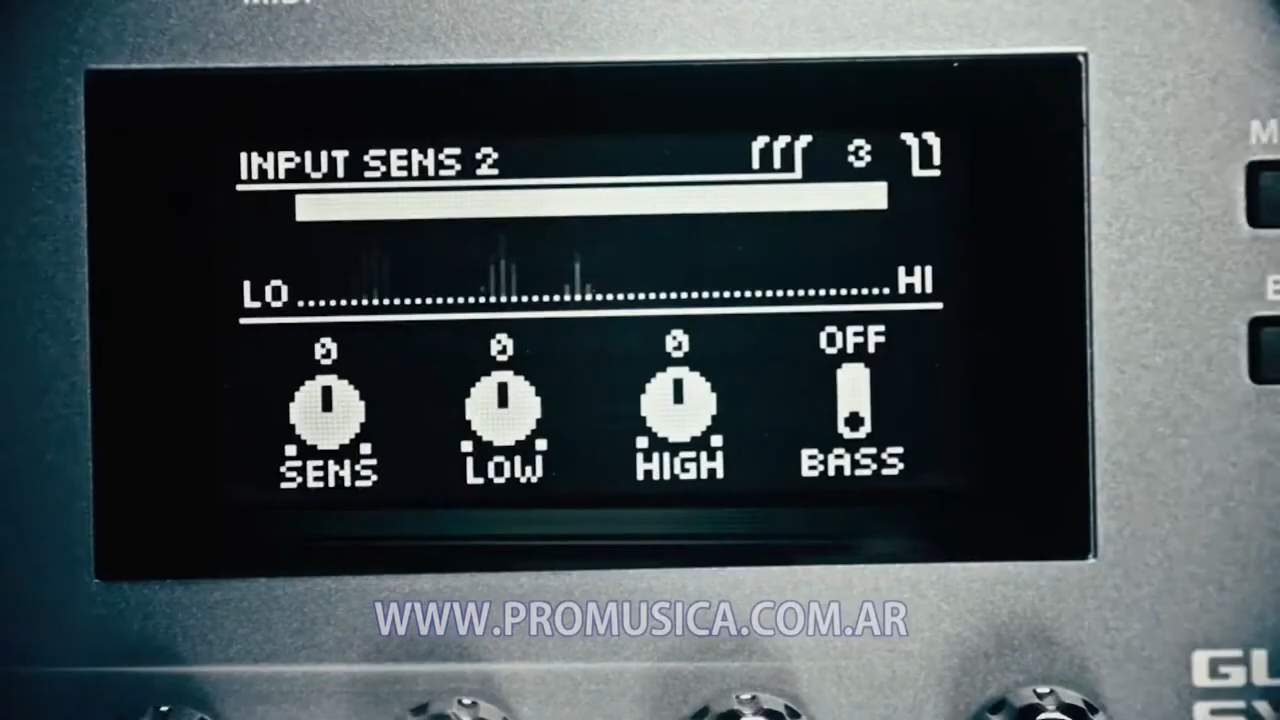 INPUT SENS 2 3
LO HI
0 0 0 OFF
SENS LOW HIGH BASS
WWW.PROMUSICA.COM.AR